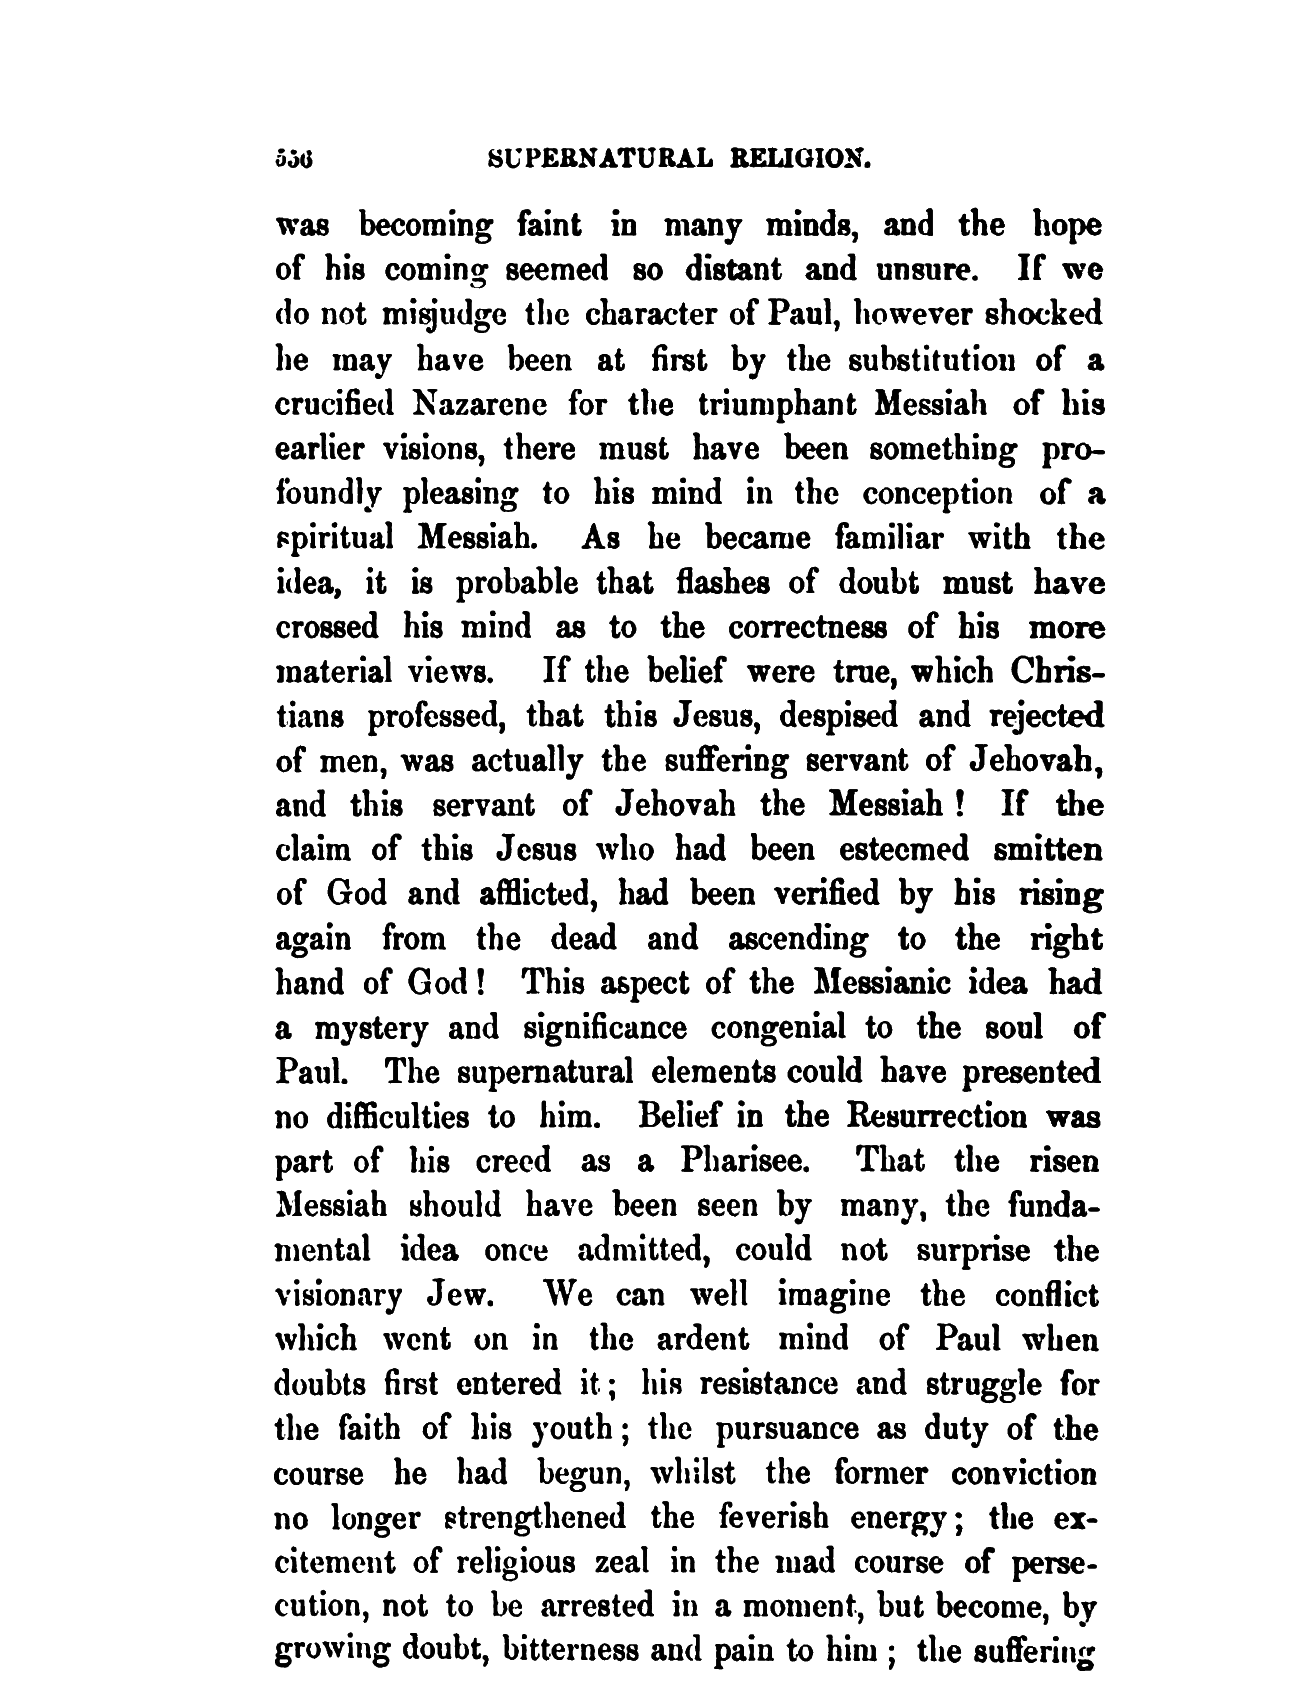 556 SUPERNATURAL RELIGION.
was becoming faint in many minds, and the hope
of his coming seemed so distant and unsure. If we
do not misjudge the character of Paul, however shocked
he may have been at first by the substitution of a
crucified Nazarene for the triumphant Messiah of his
earlier visions, there must have been something pro-
foundly pleasing to his mind in the conception of a
spiritual Messiah. As he became familiar with the
idea, it is probable that flashes of doubt must have
crossed his mind as to the correctness of his more
material views. If the belief were true, which Chris-
tians professed, that this Jesus, despised and rejected
of men, was actually the suffering servant of Jehovah,
and this servant of Jehovah the Messiah! If the
claim of this Jesus who had been esteemed smitten
of God and afflicted, had been verified by his rising
again from the dead and ascending to the right
hand of God! This aspect of the Messianic idea had
a mystery and significance congenial to the soul of
Paul. The supernatural elements could have presented
no difficulties to him. Belief in the Resurrection was
part of his creed as a Pharisee. That the risen
Messiah should have been seen by many, the funda-
mental idea once admitted, could not surprise the
visionary Jew. We can well imagine the conflict
which went on in the ardent mind of Paul when
doubts first entered it; his resistance and struggle for
the faith of his youth; the pursuance as duty of the
course he had begun, whilst the former conviction
no longer strengthened the feverish energy; the ex-
citement of religious zeal in the mad course of perse-
cution, not to be arrested in a moment, but become, by
growing doubt, bitterness and pain to him; the suffering